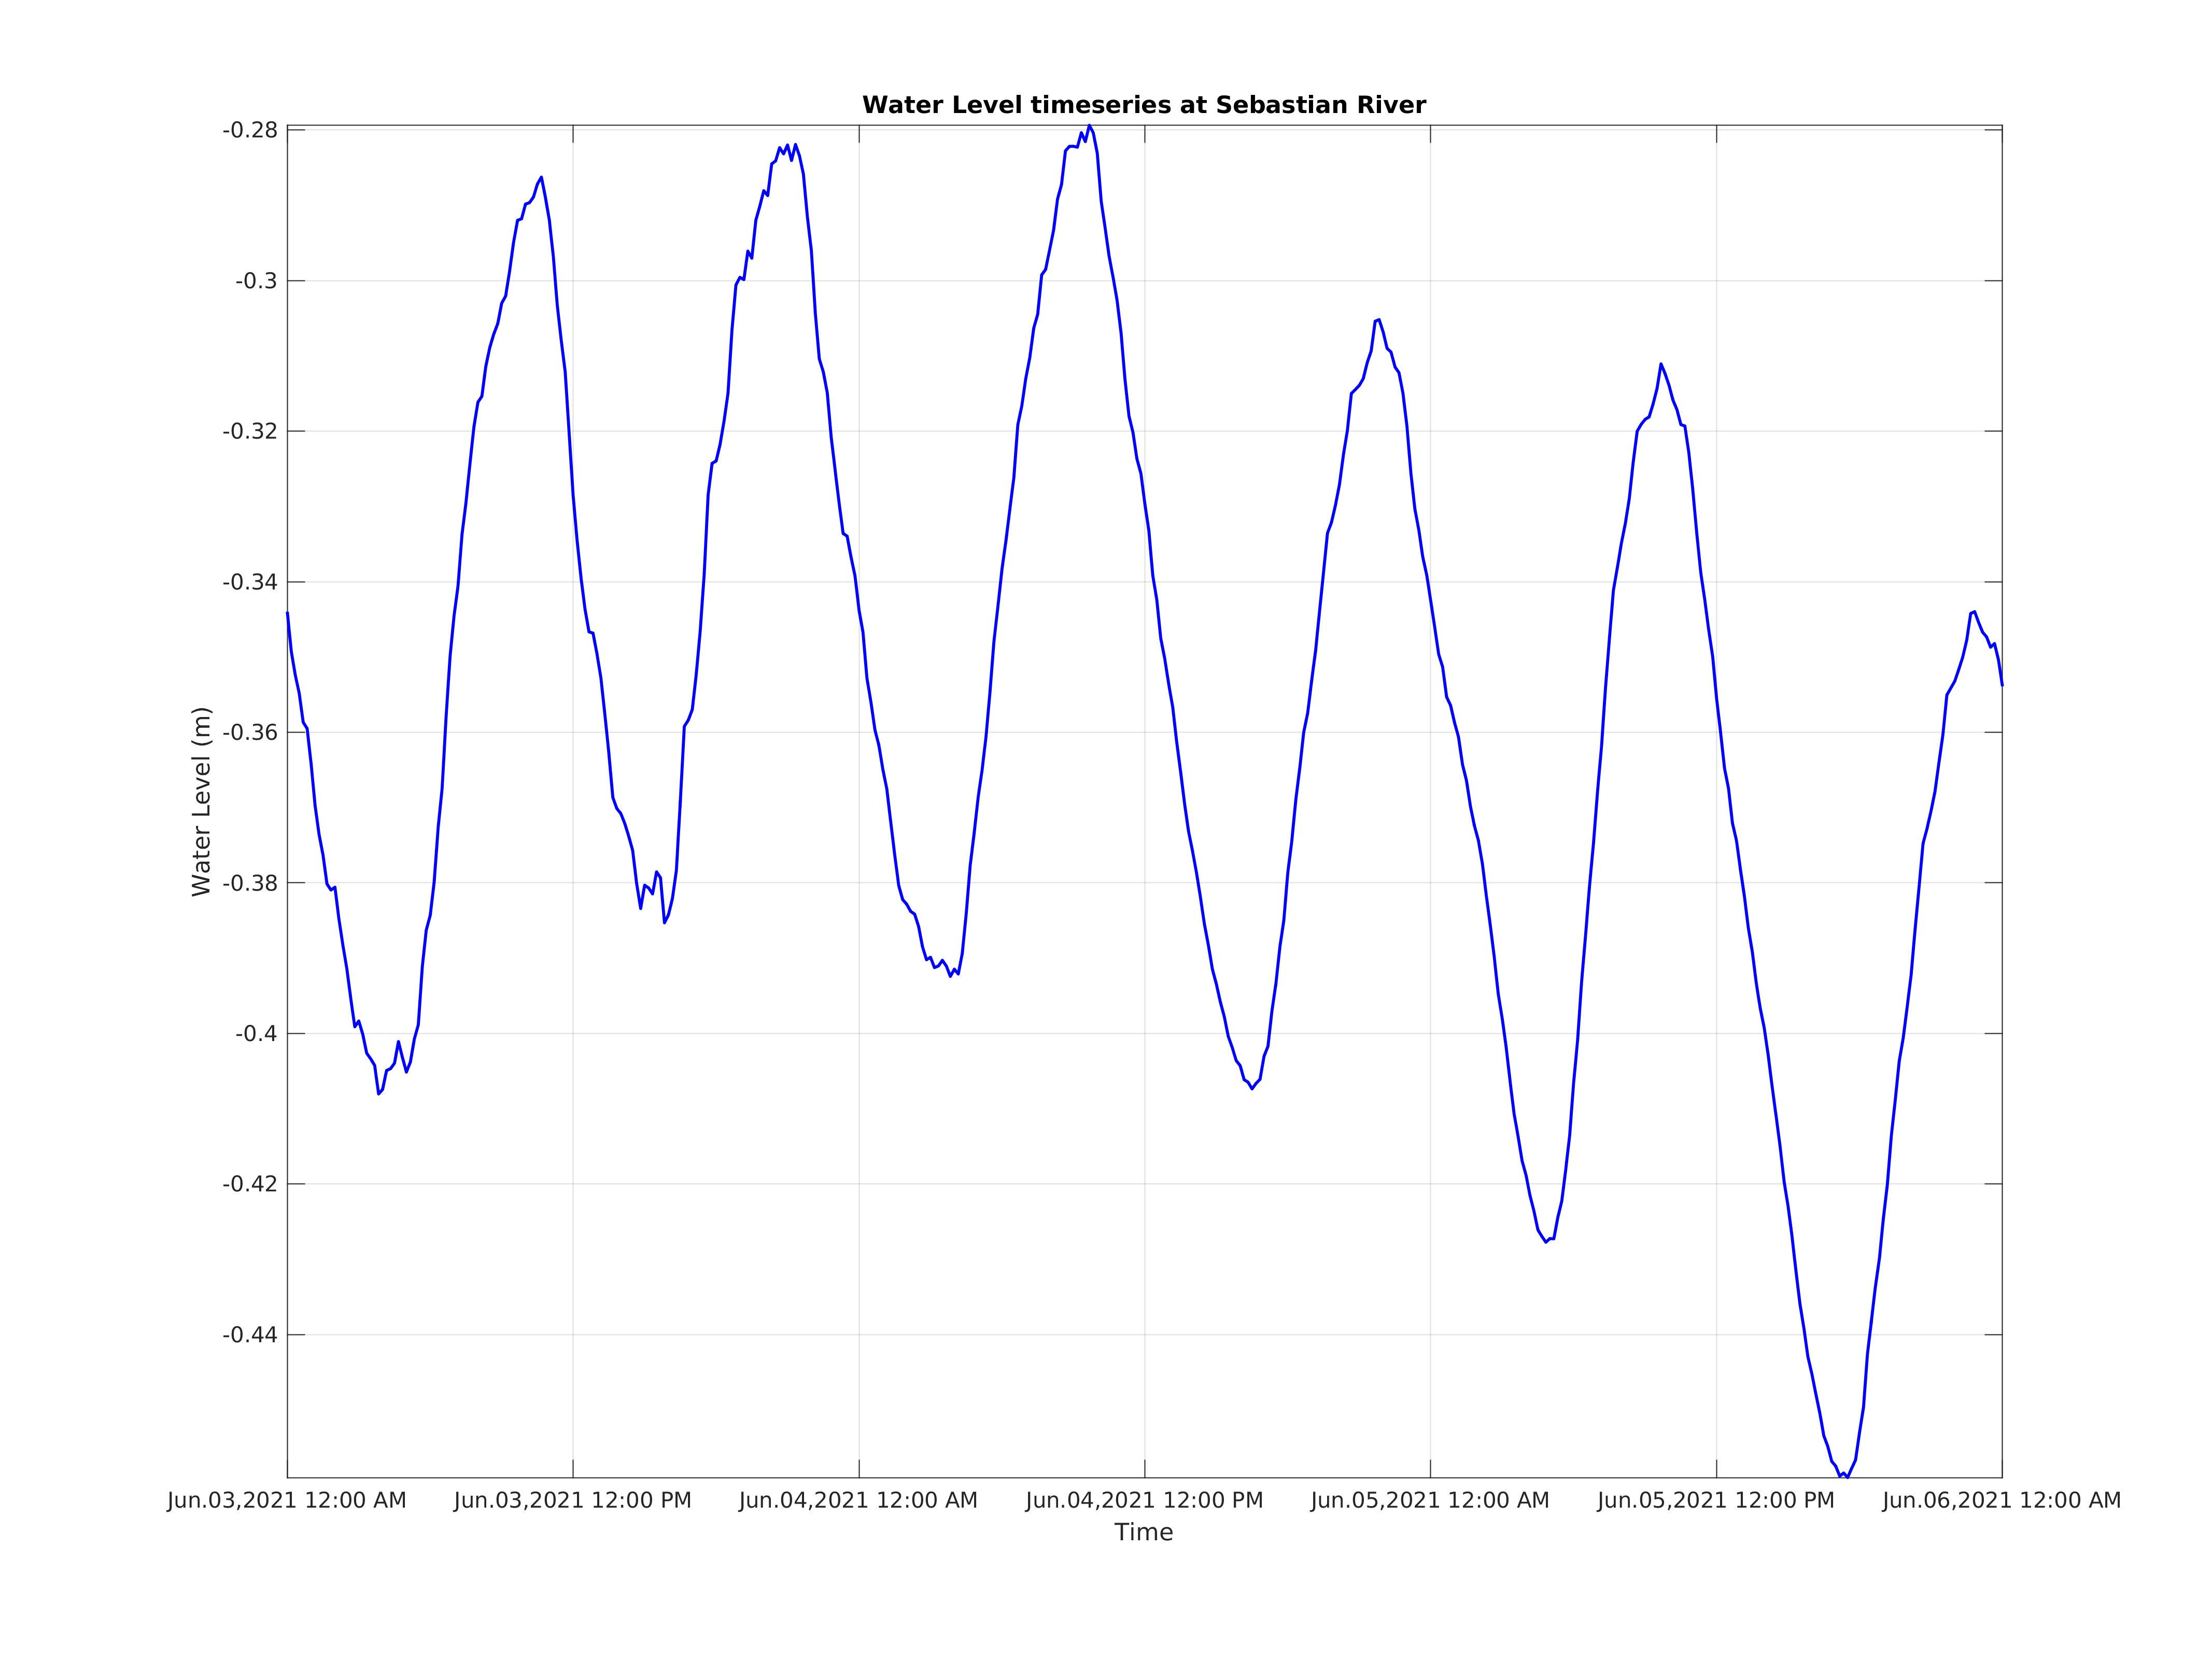 Water Level timeseries at Sebastian River
-0.28
-0.3
-0.32
-0.34
-0.36
-0.38
-0.4
-0.42
-0.44
Water Level (m)
Jun.03,2021 12:00 AM Jun.03,2021 12:00 PM Jun.04,2021 12:00 AM Jun.04,2021 12:00 PM Jun.05,2021 12:00 AM Jun.05,2021 12:00 PM Jun.06,2021 12:00 AM
Time